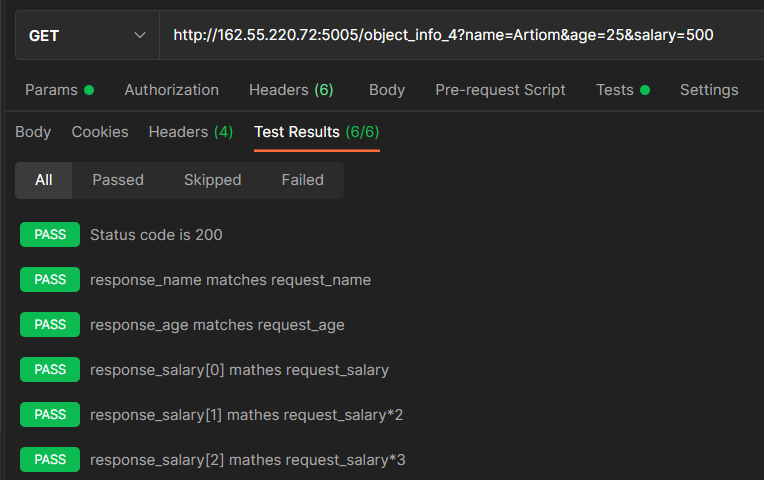 GET http://162.55.220.72:5005/object_info_4?name=Artiom&age=25&salary=500
Params Authorization Headers (6) Body Pre-request Script Tests Settings
Body Cookies Headers (4) Test Results (6/6)
All Passed Skipped Failed
PASS Status code is 200
PASS response_name matches request_name
PASS response_age matches request_age
PASS response_salary[0] mathes request_salary
PASS response_salary[1] mathes request_salary*2
PASS response_salary[2] mathes request_salary*3